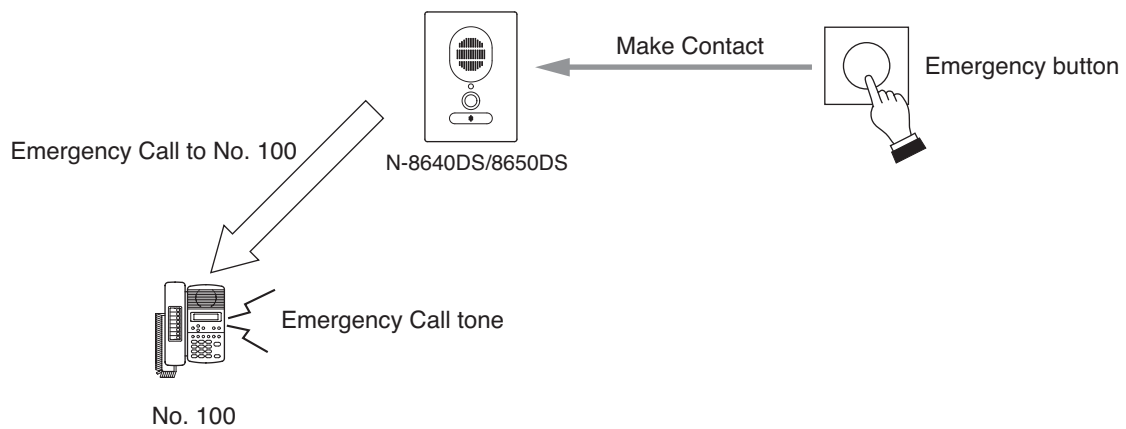 Make Contact
Emergency button
Emergency Call to No. 100
N-8640DS/8650DS
Emergency Call tone
No. 100